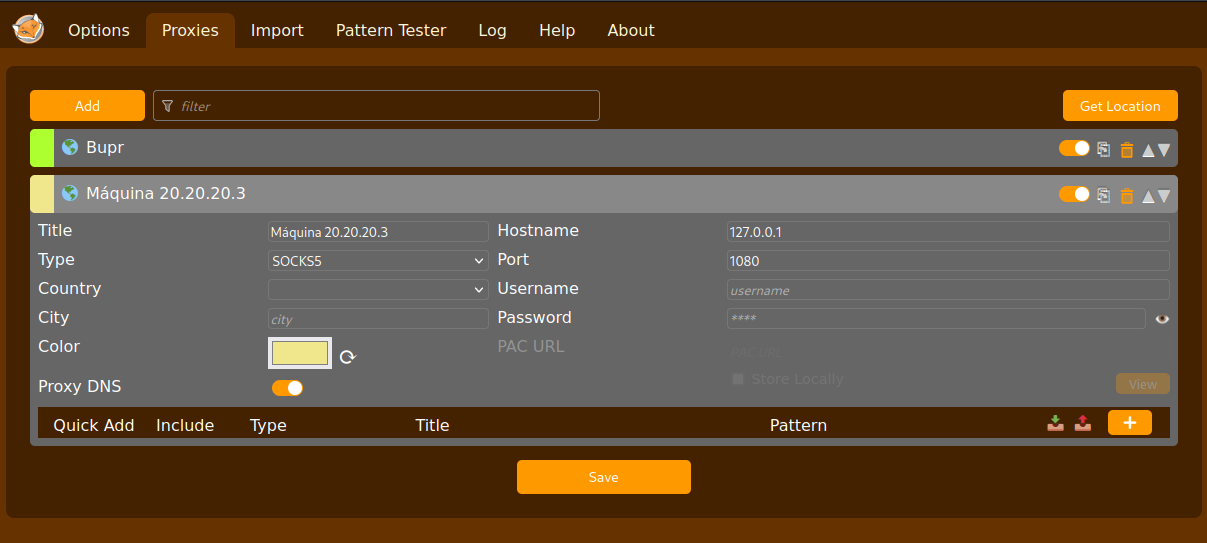 Options Proxies Import Pattern Tester Log Help About
Add filter Get Location
Bupr
Máquina 20.20.20.3
Title Máquina 20.20.20.3 Hostname 127.0.0.1
Type SOCKS5 Port 1080
Country Username username
City city Password ****
Color PAC URL PAC URL
Store Locally View
Proxy DNS
Quick Add Include Type Title Pattern +
Save